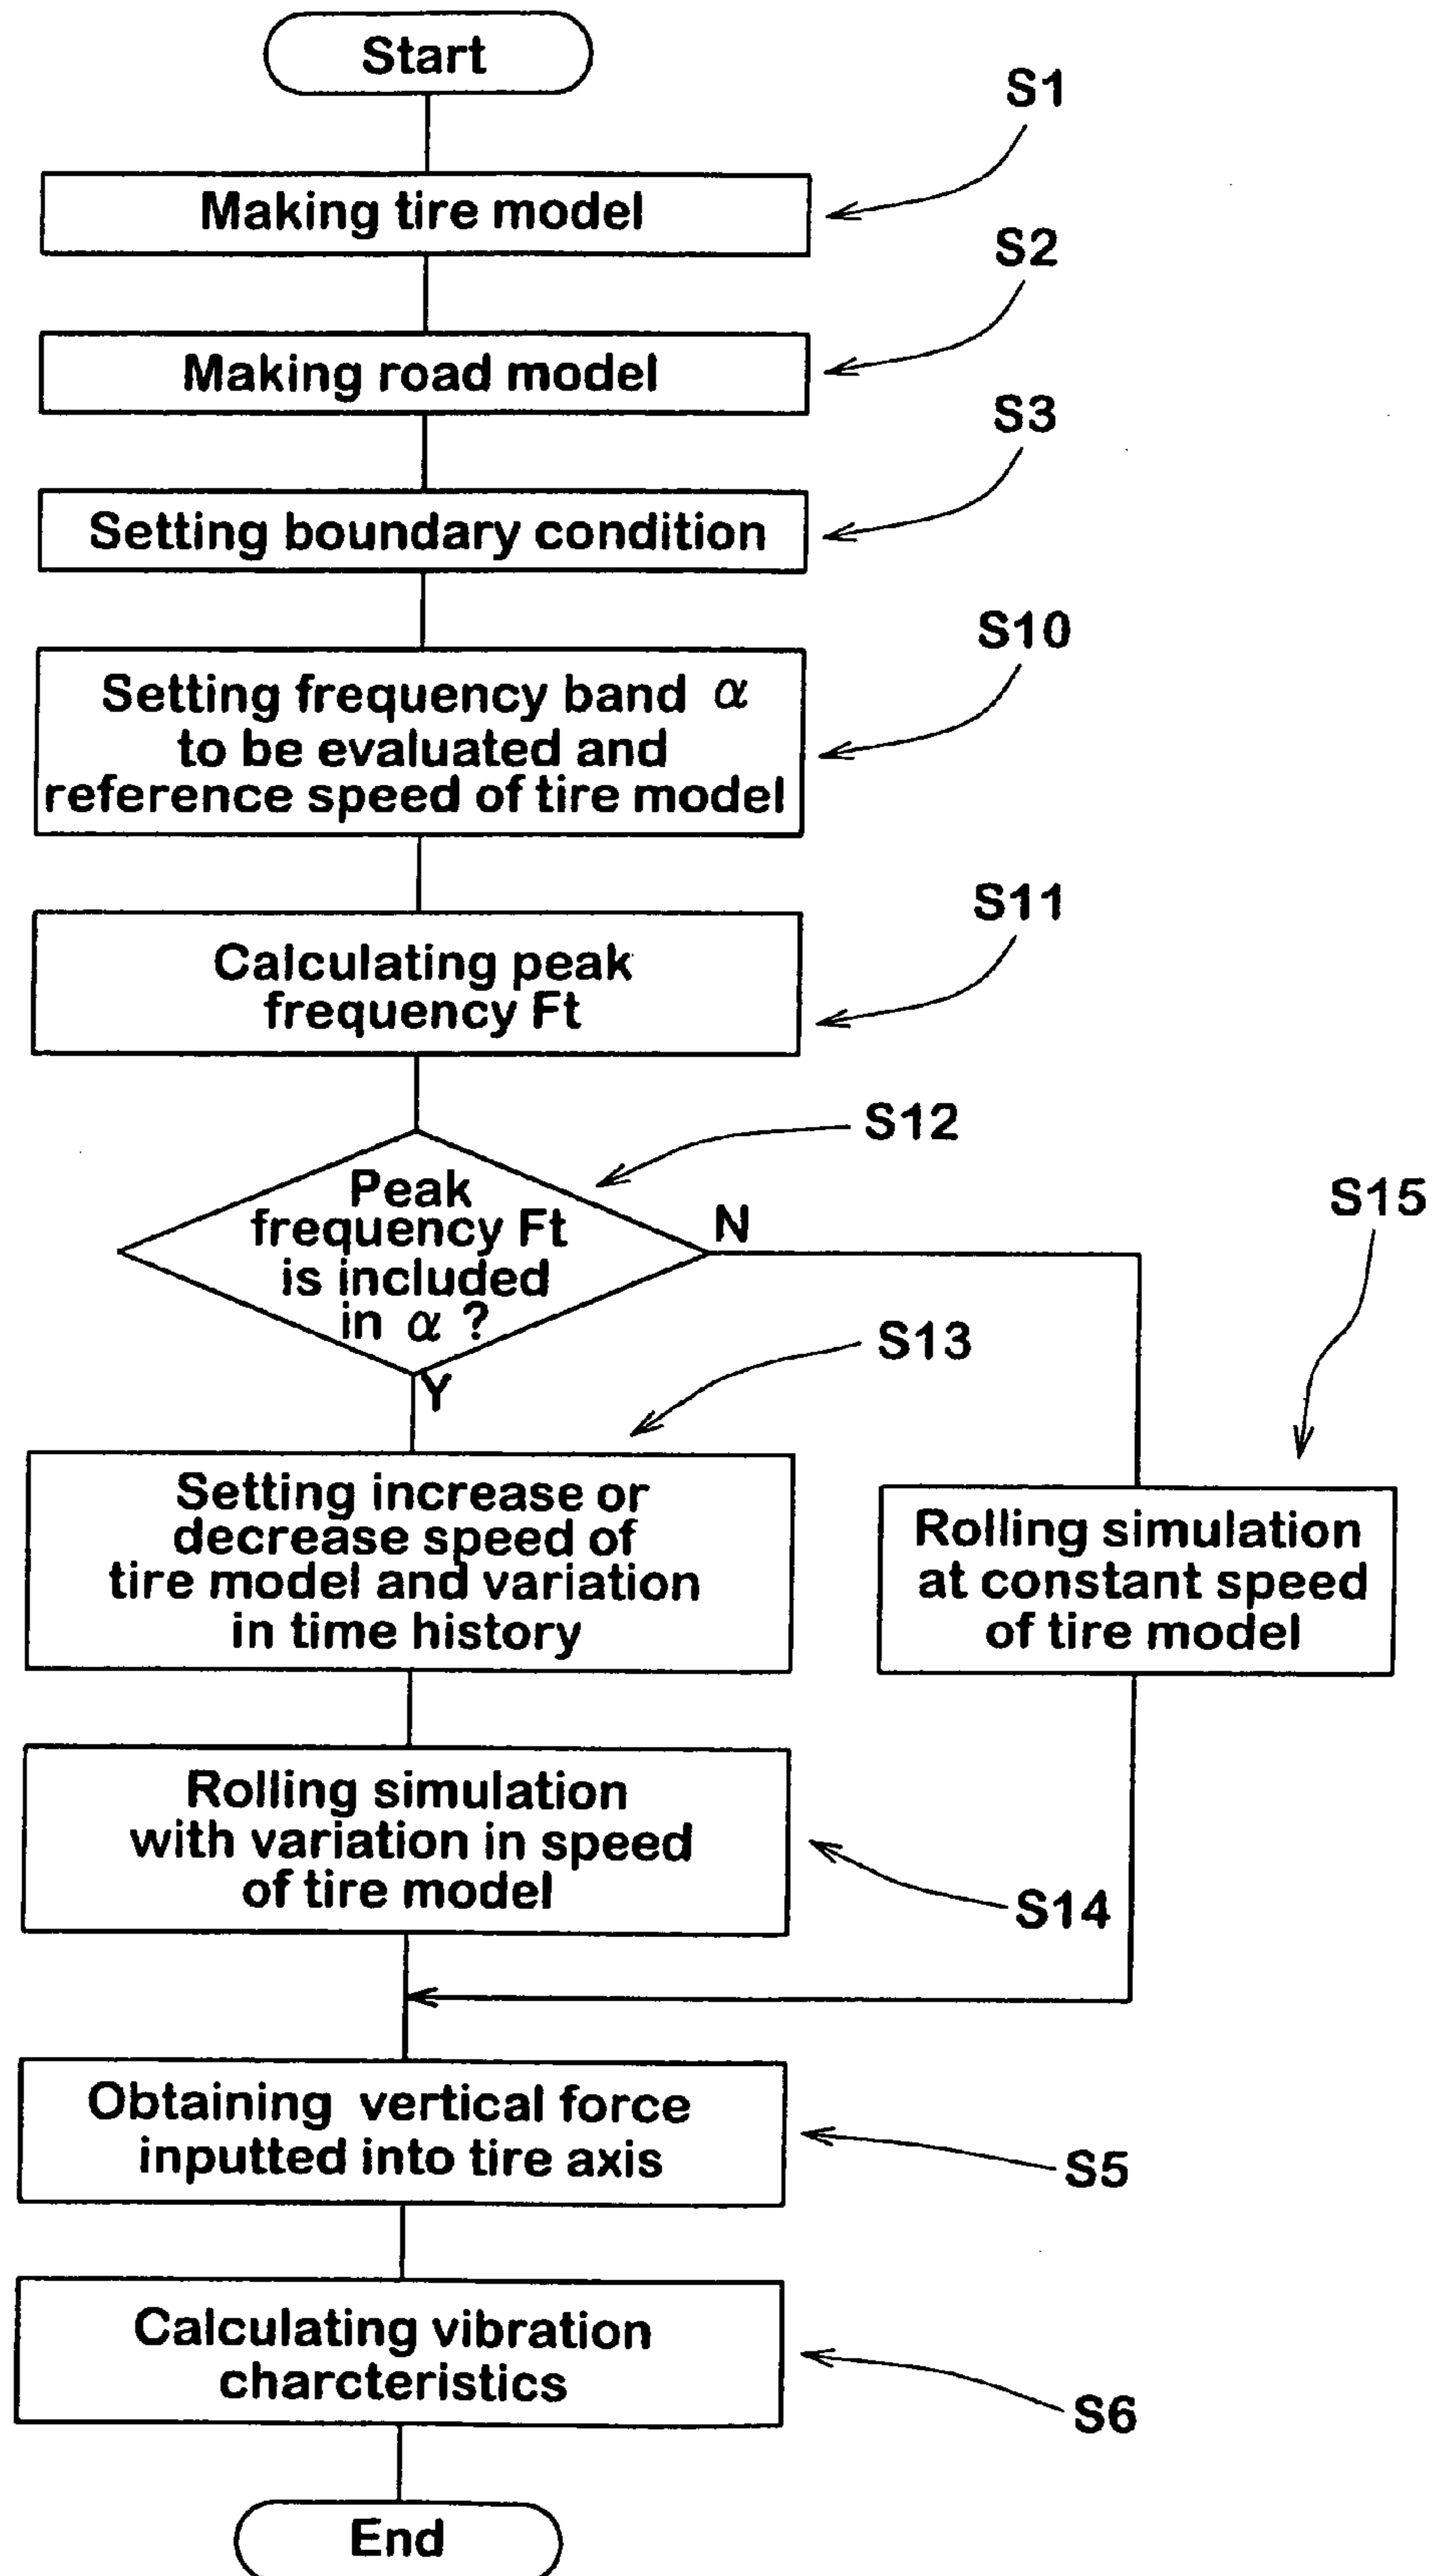 Start
S1
Making tire model
S2
Making road model
S3
Setting boundary condition
S10
Setting frequency band α
to be evaluated and
reference speed of tire model
S11
Calculating peak
frequency Ft
S12
Peak
frequency Ft
is included
in α ?
N
S15
Y
S13
Setting increase or
decrease speed of
tire model and variation
in time history
Rolling simulation
at constant speed
of tire model
Rolling simulation
with variation in speed
of tire model
S14
Obtaining vertical force
inputted into tire axis
S5
Calculating vibration
charcteristics
S6
End